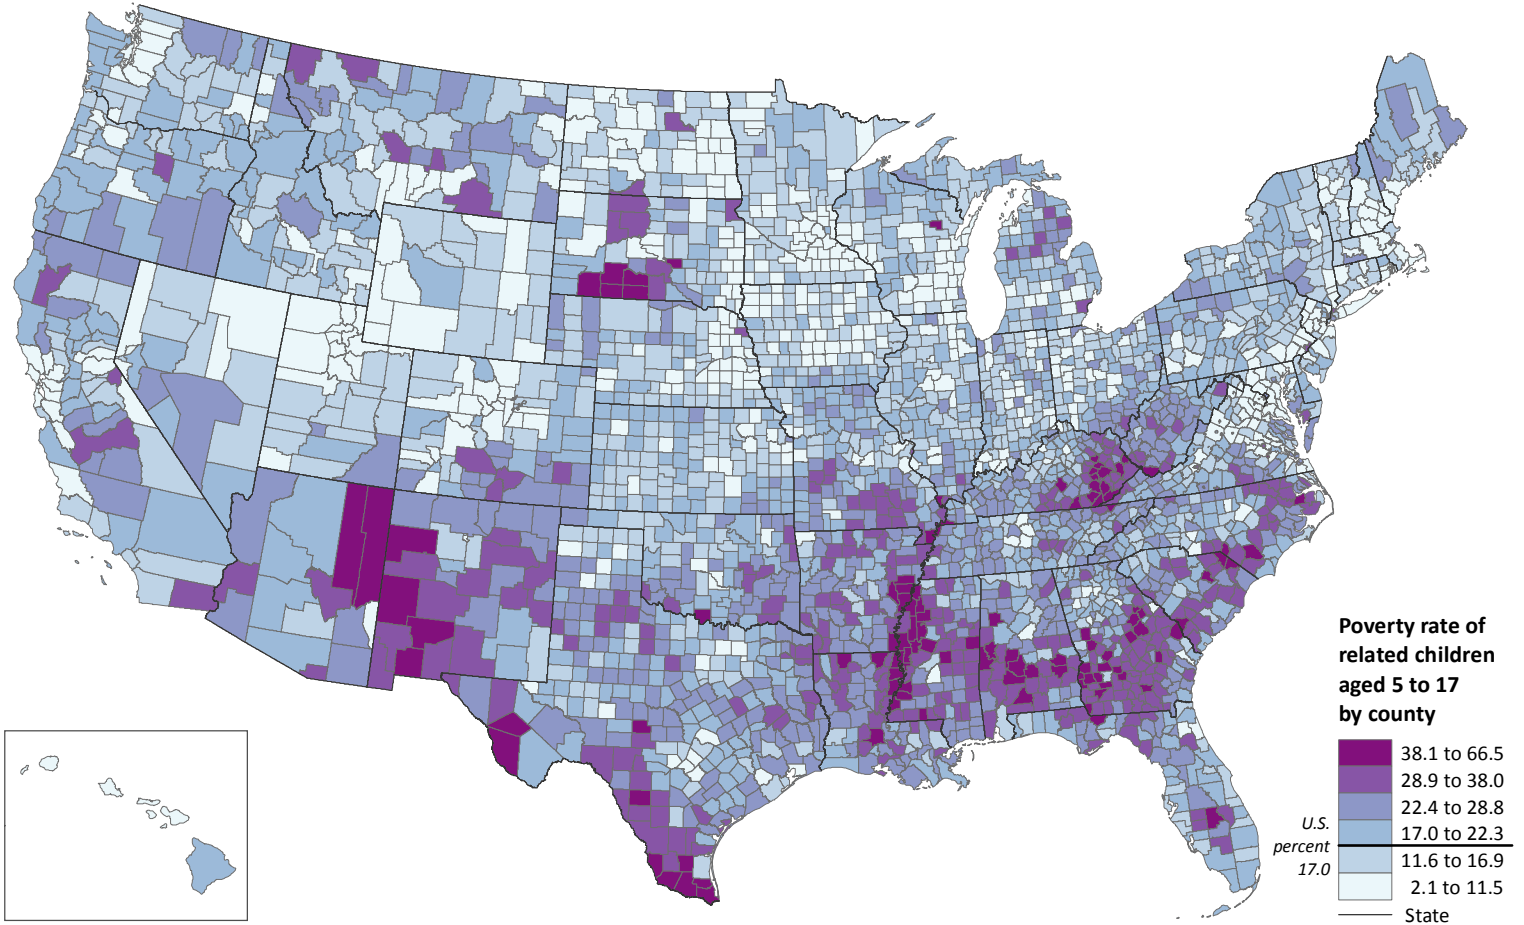 Poverty rate of
related children
aged 5 to 17
by county
38.1 to 66.5
28.9 to 38.0
22.4 to 28.8
17.0 to 22.3
U.S.
percent
17.0
11.6 to 16.9
2.1 to 11.5
State